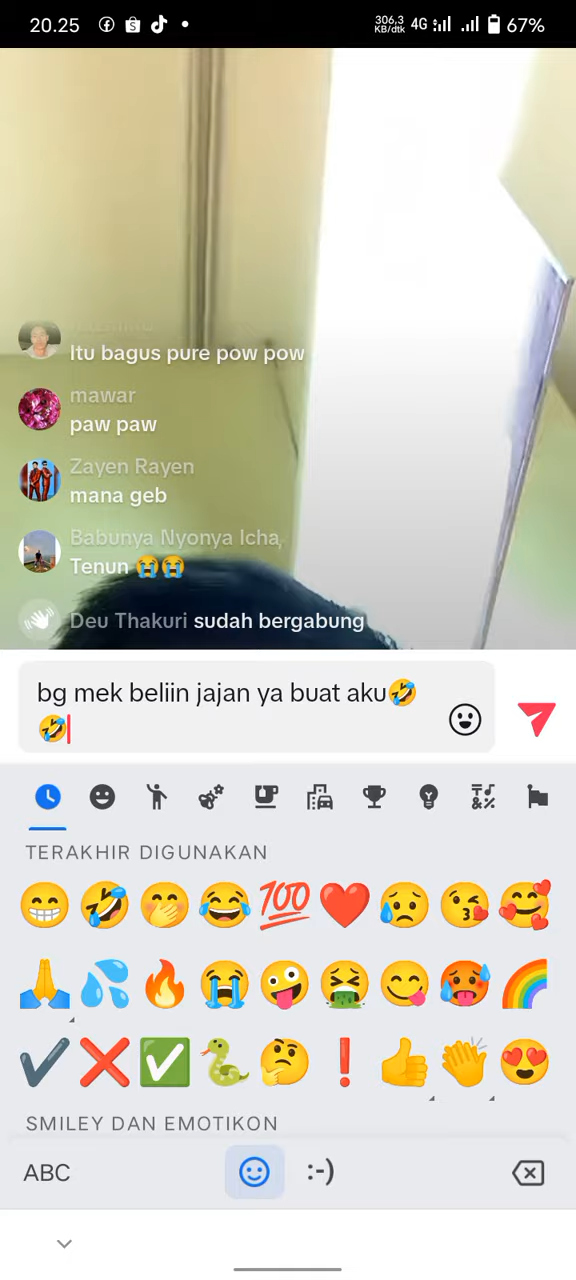 20.25
306,3
KB/dtk
4G
67%
Itu bagus pure pow pow
mawar
paw paw
Zayen Rayen
mana geb
Babunya Nyonya Icha,
Tenun 😭😭
Deu Thakuri sudah bergabung
bg mek beliin jajan ya buat aku🤣
🤣
TERAKHIR DIGUNAKAN
SMILEY DAN EMOTIKON
ABC
:-)